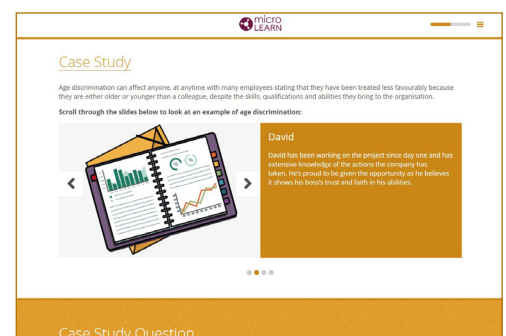 micro
LEARN
Case Study
Age discrimination can affect anyone, at anytime with many employees stating that they have been treated less favourably because
they are either older or younger than a colleague, despite the skills, qualifications and abilities they bring to the organisation.
Scroll through the slides below to look at an example of age discrimination:
David
David has been working on the project since day one and has
extensive knowledge of the actions the company has
taken. He's proud to be given the opportunity as he believes
it shows his boss's trust and faith in his abilities.
Case Study Question